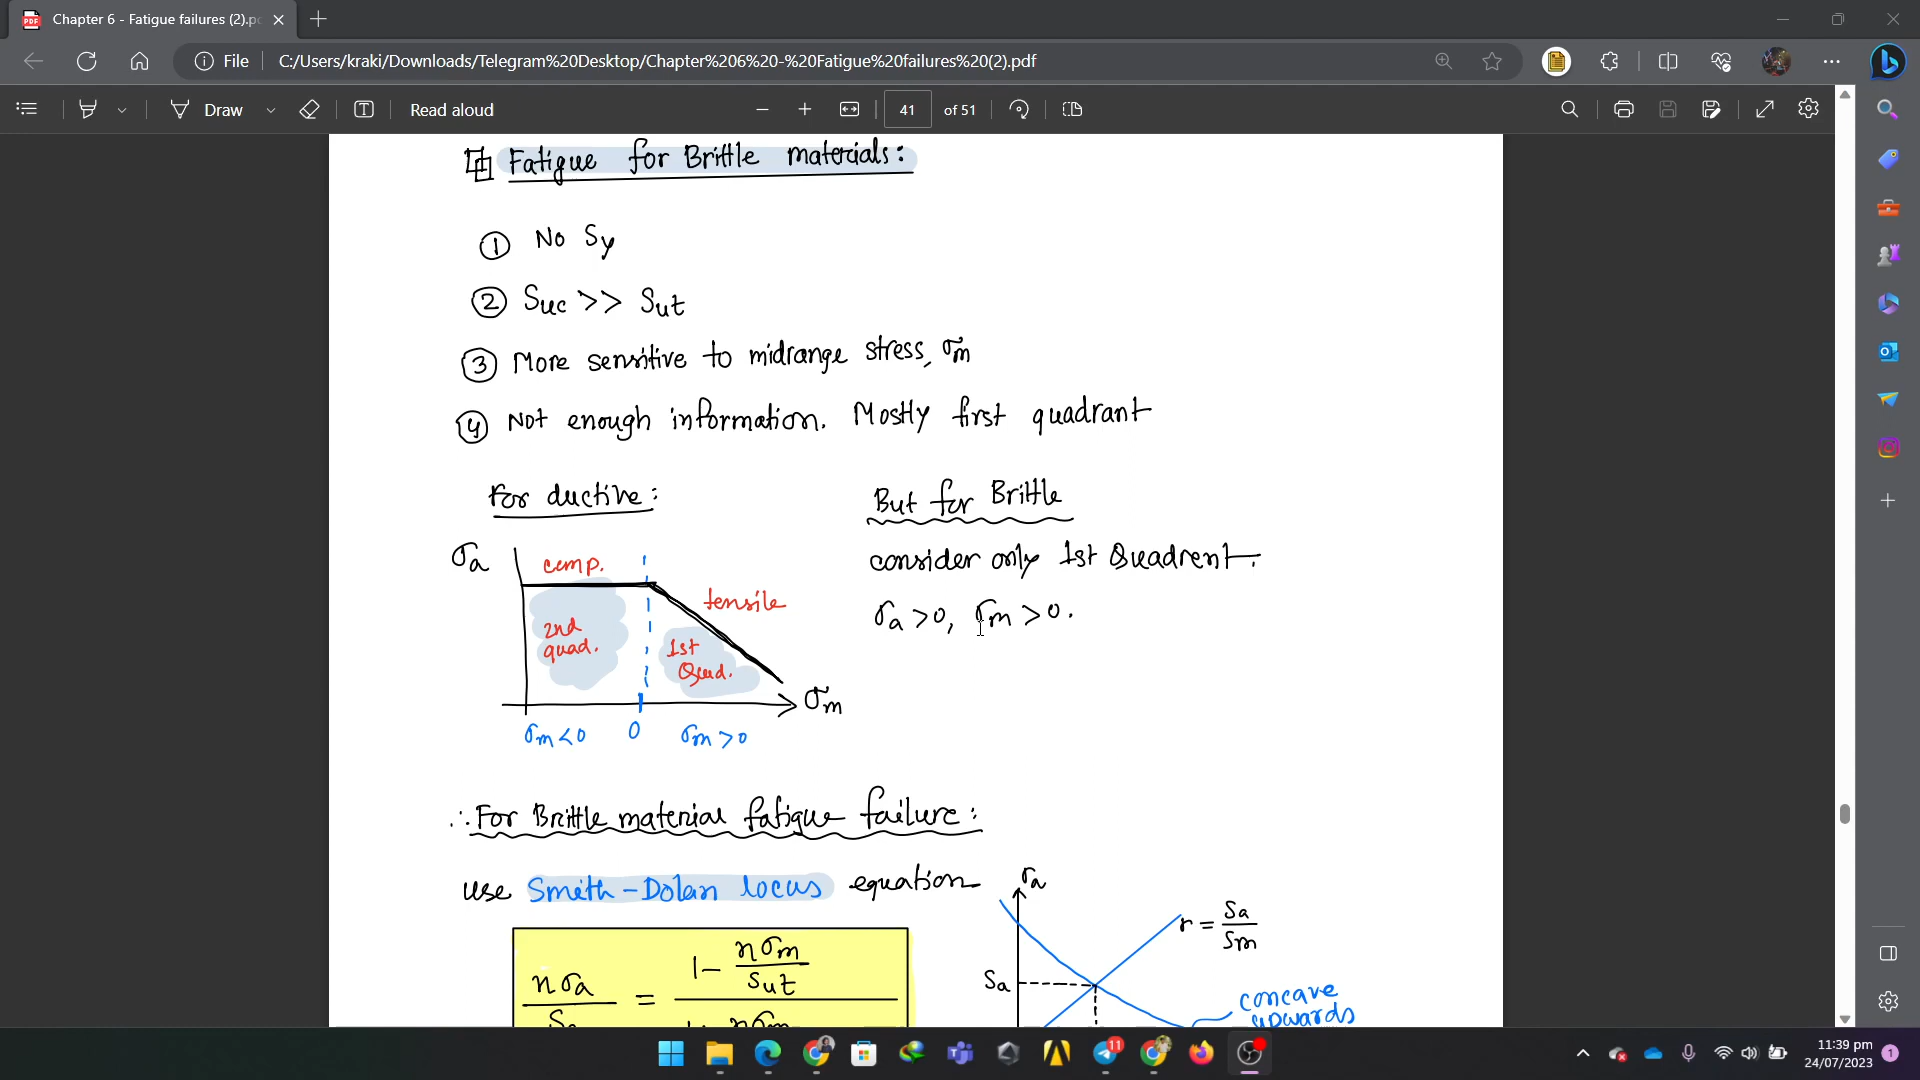 Chapter 6 - Fatigue failures (2).p
File
C:/Users/kraki/Downloads/Telegram%20Desktop/Chapter%206%20-%20Fatigue%20failures%20(2).pdf
Draw
Read aloud
41 of 51
Fatigue for Brittle materials:
① No Sy
② Suc >> Sut
③ More sensitive to midrange stress, σm
④ Not enough information. Mostly first quadrant
For ductive:
But for Brittle
consider only 1st Quadrent.
σa >0, σm >0.
σa
comp.
tensile
2nd quad.
1st Quad.
σm
σm <0 0 σm >0
∴ For Brittle material fatigue failure:
use Smith-Dolan locus equation
nσa = 1 - nσm/Sut
σa
r = Sa/Sm
Sa
concave
upwards
11
11:39 pm
24/07/2023
1